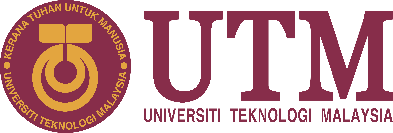 KERANA TUHAN UNTUK MANUSIA
UNIVERSITI TEKNOLOGI MALAYSIA
UTM
UNIVERSITI TEKNOLOGI MALAYSIA